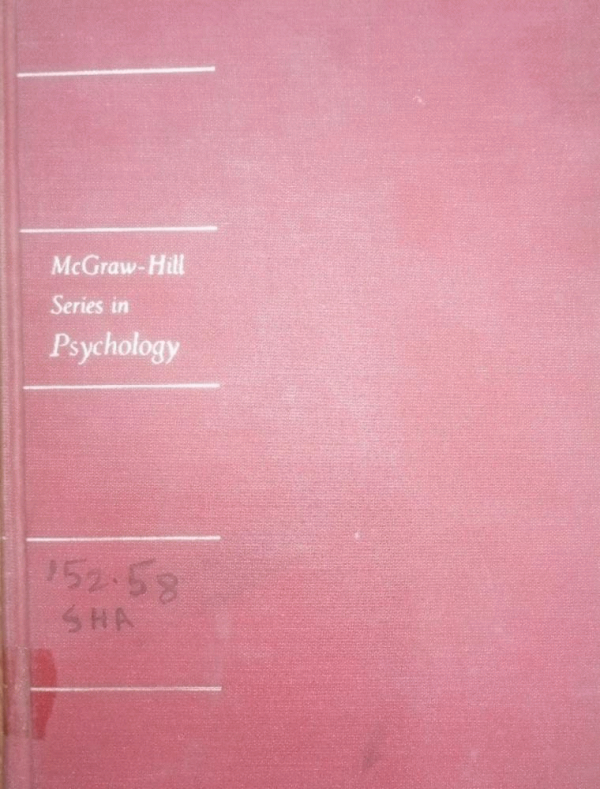 McGraw-Hill
Series in
Psychology
152.58
SHA